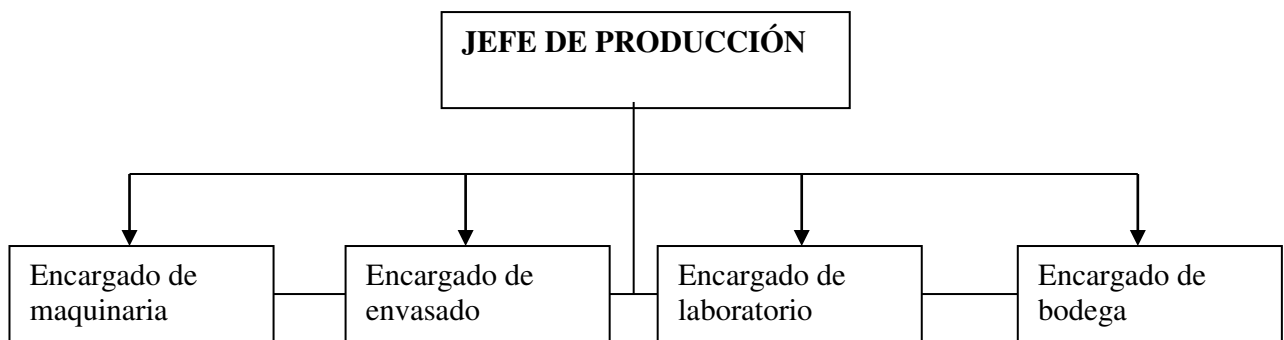 JEFE DE PRODUCCIÓN
Encargado de
maquinaria
Encargado de
envasado
Encargado de
laboratorio
Encargado de
bodega